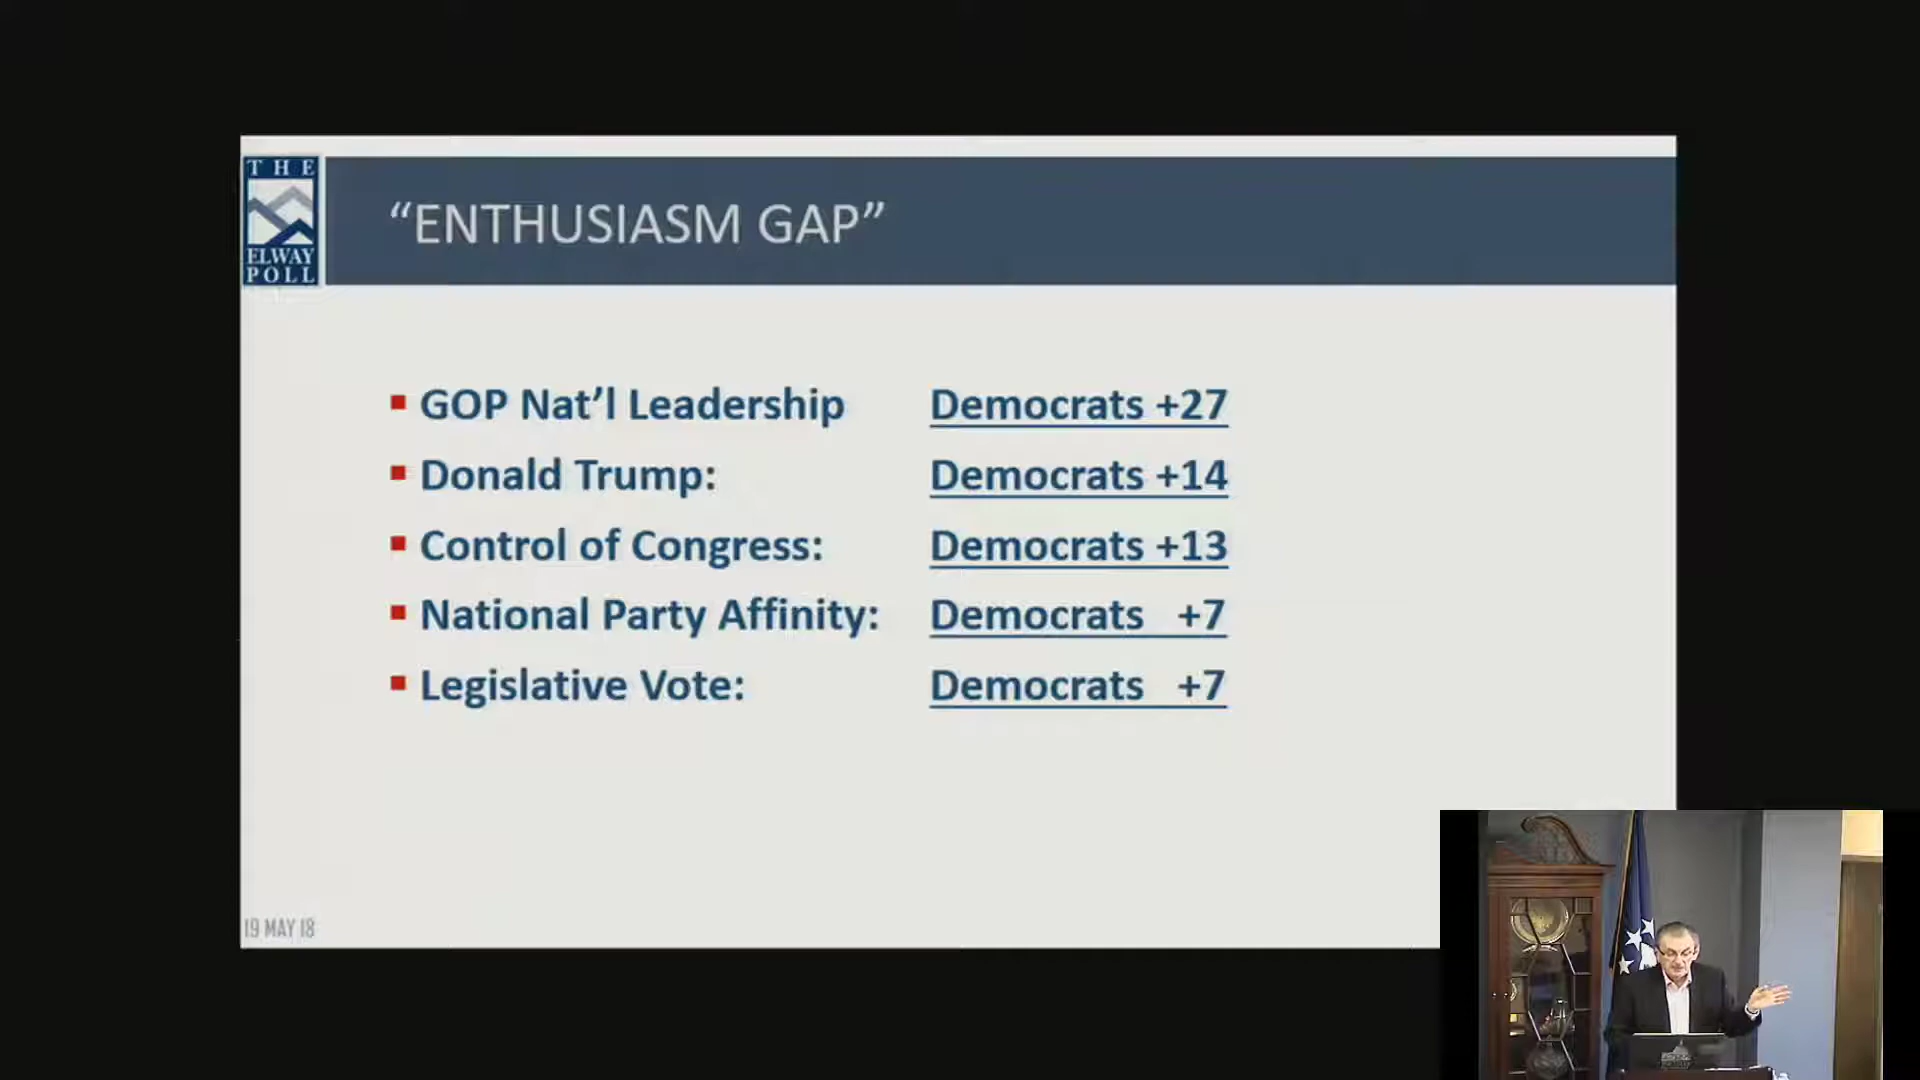 THE
ELWAY
POLL
“ENTHUSIASM GAP”
▪ GOP Nat’l Leadership Democrats +27
▪ Donald Trump: Democrats +14
▪ Control of Congress: Democrats +13
▪ National Party Affinity: Democrats +7
▪ Legislative Vote: Democrats +7
19 MAY 18